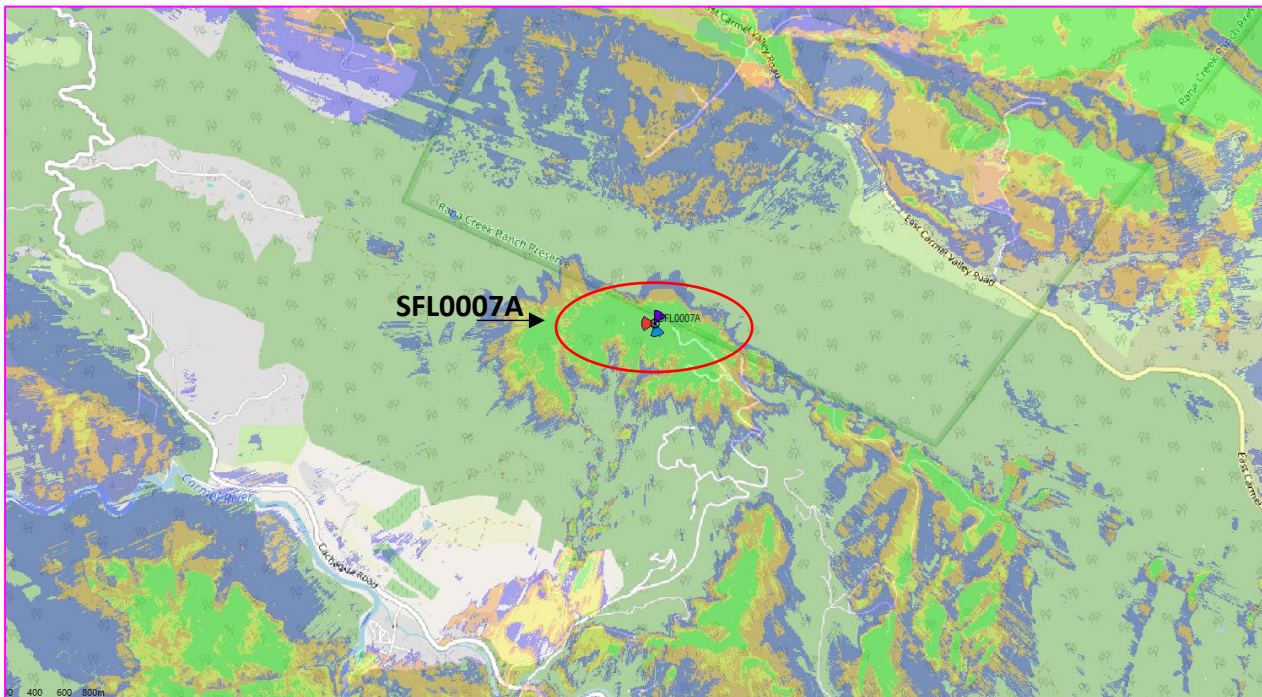 East Carmel Valley Road
Rana Creek Ranch Pres
Rana Creek Ranch Preser
East Carmel Valley Road
SFL0007A
SFL0007A
East Carmel
Carmel River
Cachagua Road
400 600 800m